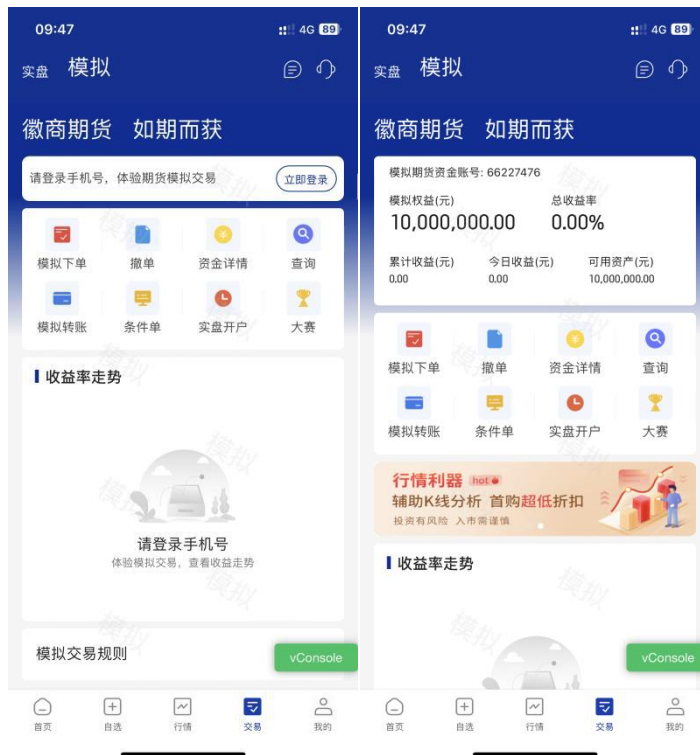 09:47
4G 89
实盘 模拟
徽商期货 如期而获
请登录手机号，体验期货模拟交易
立即登录
模拟下单 撤单 资金详情 查询
模拟转账 条件单 实盘开户 大赛
收益率走势
请登录手机号
体验模拟交易，查看收益走势
模拟交易规则
vConsole
首页 自选 行情 交易 我的
模拟
09:47
4G 89
实盘 模拟
徽商期货 如期而获
模拟期货资金账号: 66227476
模拟权益(元) 总收益率
10,000,000.00 0.00%
累计收益(元) 今日收益(元) 可用资产(元)
0.00 0.00 10,000,000.00
模拟下单 撤单 资金详情 查询
模拟转账 条件单 实盘开户 大赛
行情利器 hot
辅助K线分析 首购超低折扣
投资有风险 入市需谨慎
收益率走势
vConsole
首页 自选 行情 交易 我的
模拟